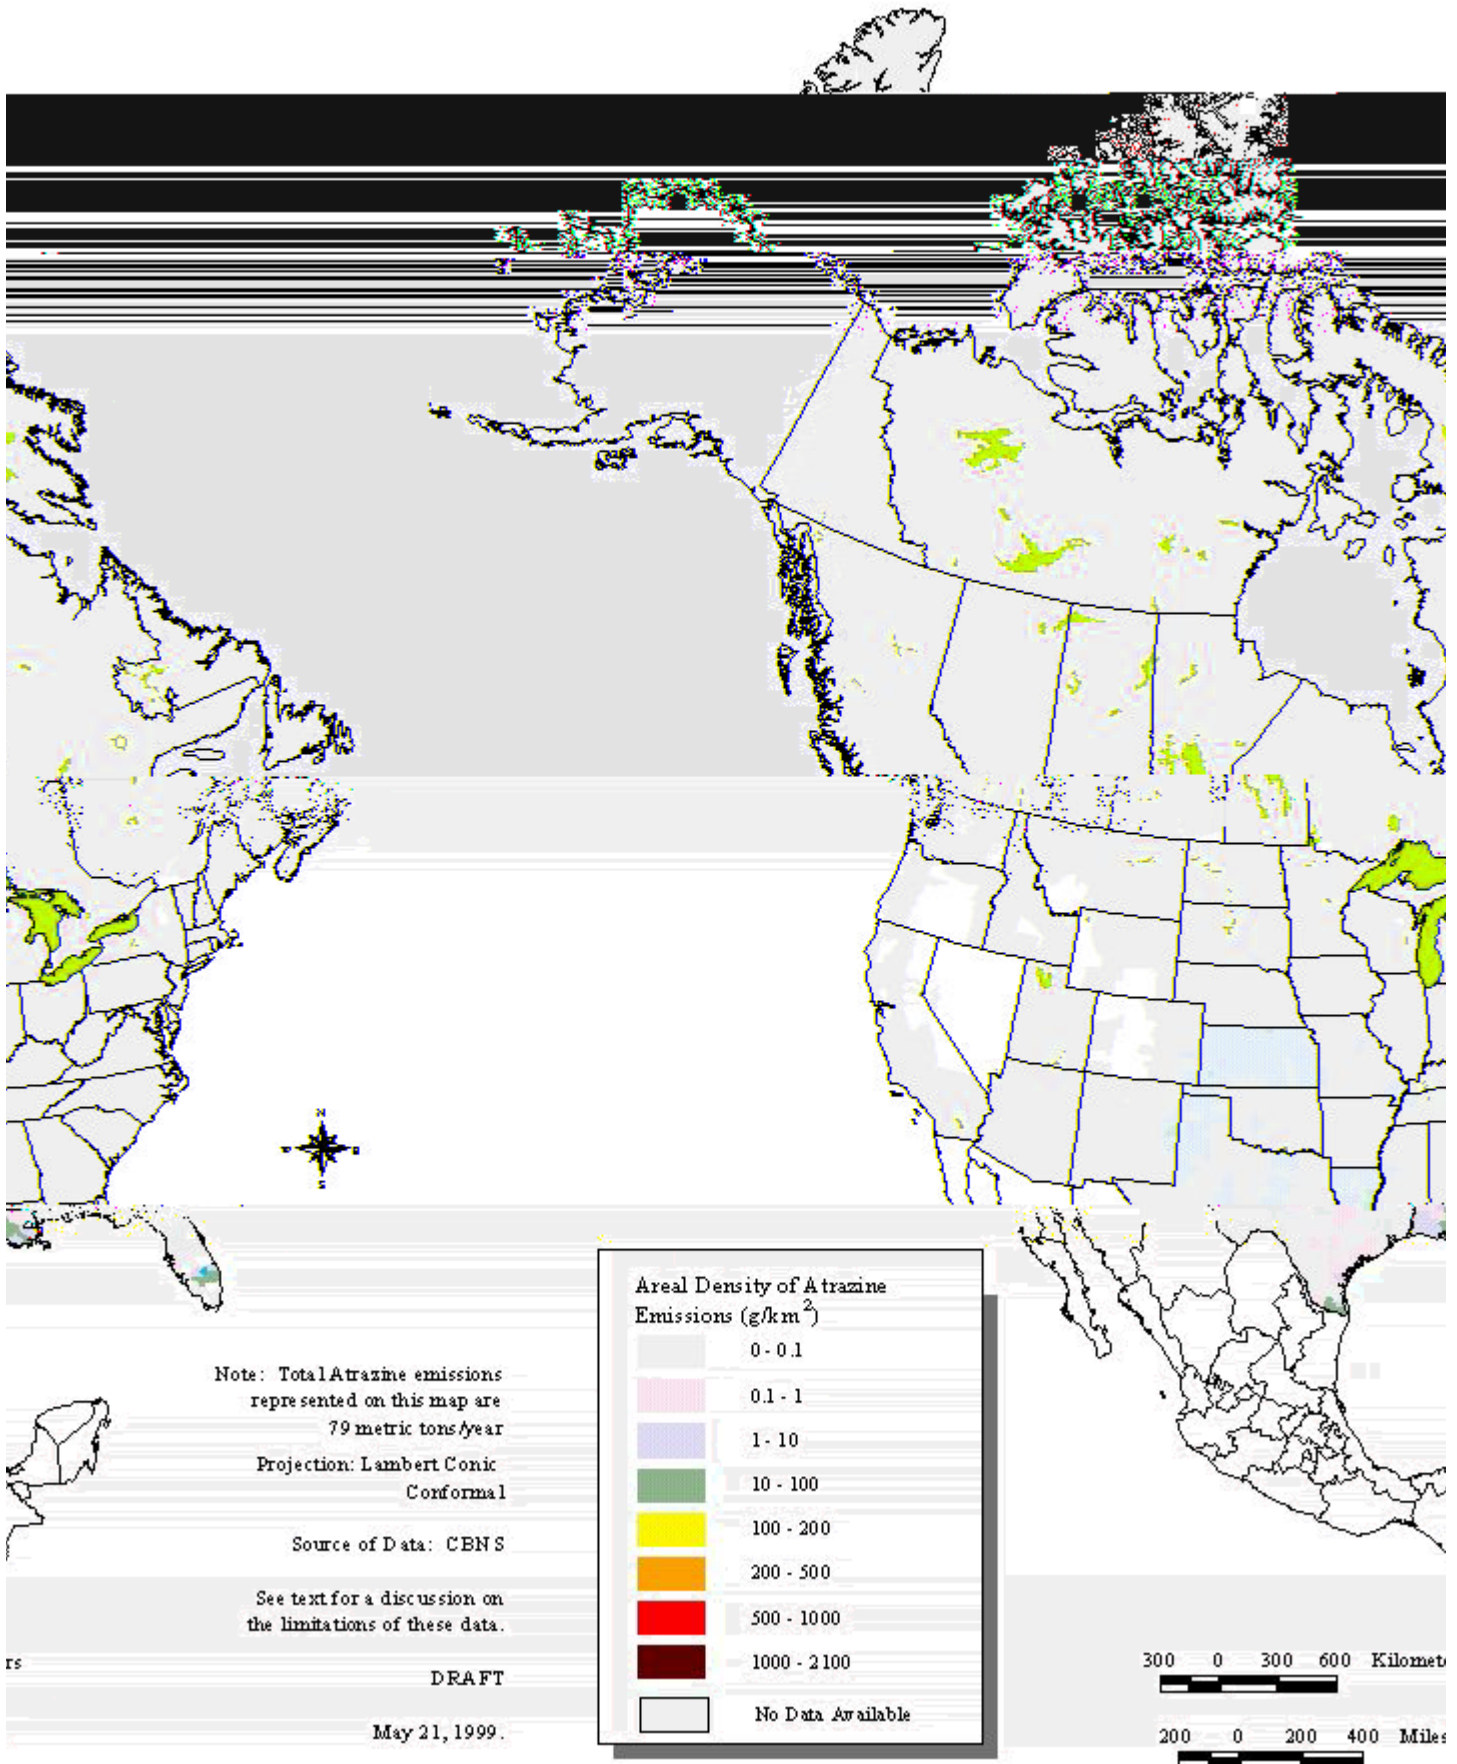 N
S
Areal Density of Atrazine
Emissions (g/km²)
0 - 0.1
0.1 - 1
1 - 10
10 - 100
100 - 200
200 - 500
500 - 1000
1000 - 2100
No Data Available
Note: Total Atrazine emissions
represented on this map are
79 metric tons/year
Projection: Lambert Conic
Conformal
Source of Data: CBNS
See text for a discussion on
the limitations of these data.
DRAFT
May 21, 1999.
rs
300 0 300 600 Kilomete
200 0 200 400 Miles